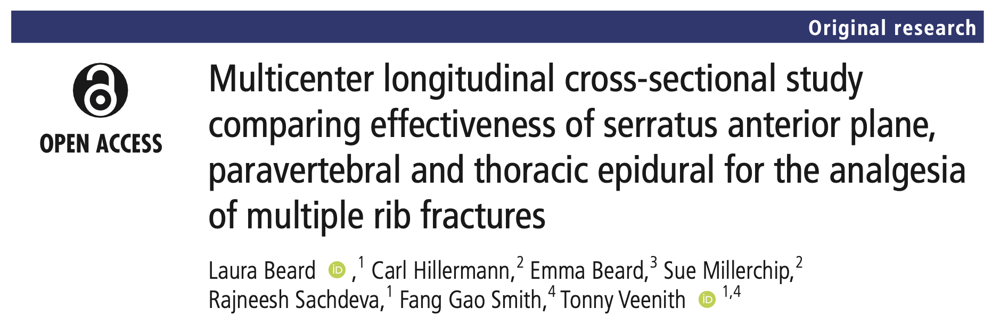 Original research
OPEN ACCESS
Multicenter longitudinal cross-sectional study
comparing effectiveness of serratus anterior plane,
paravertebral and thoracic epidural for the analgesia
of multiple rib fractures
Laura Beard iD ,1 Carl Hillermann,2 Emma Beard,3 Sue Millerchip,2
Rajneesh Sachdeva,1 Fang Gao Smith,4 Tonny Veenith iD 1,4